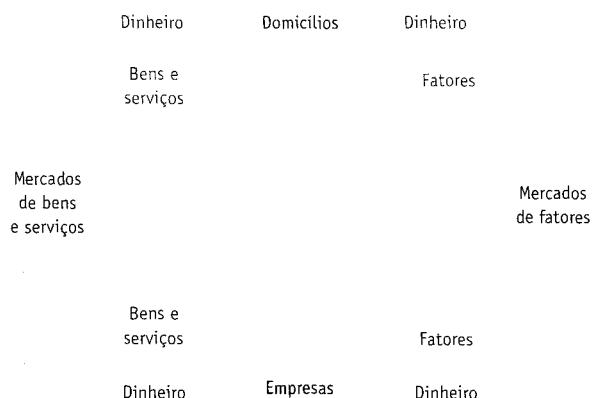 Dinheiro Domicílios Dinheiro
Bens e
serviços
Fatores
Mercados
de bens
e serviços
Mercados
de fatores
Bens e
serviços
Fatores
Dinheiro Empresas Dinheiro